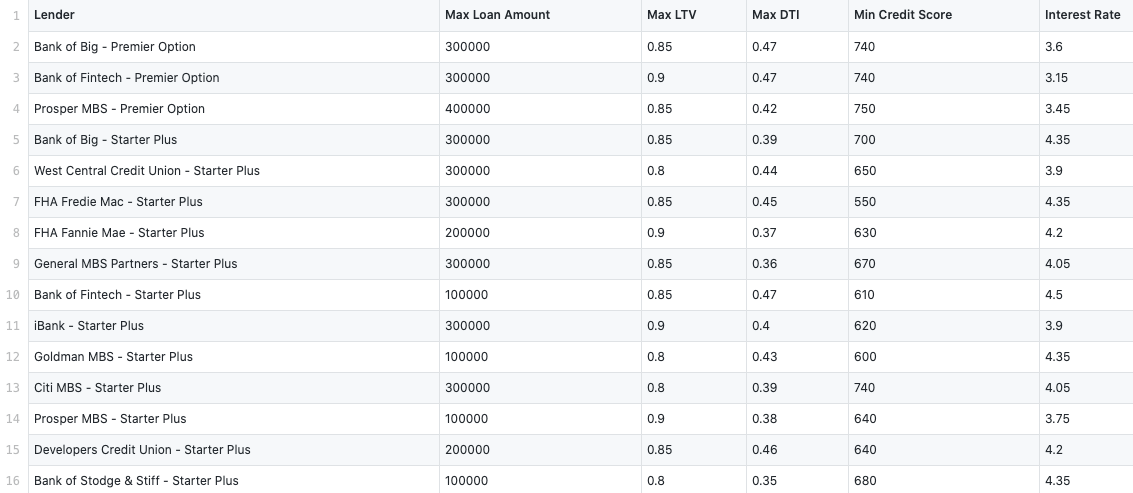 1 Lender Max Loan Amount Max LTV Max DTI Min Credit Score Interest Rate
2 Bank of Big - Premier Option 300000 0.85 0.47 740 3.6
3 Bank of Fintech - Premier Option 300000 0.9 0.47 740 3.15
4 Prosper MBS - Premier Option 400000 0.85 0.42 750 3.45
5 Bank of Big - Starter Plus 300000 0.85 0.39 700 4.35
6 West Central Credit Union - Starter Plus 300000 0.8 0.44 650 3.9
7 FHA Fredie Mac - Starter Plus 300000 0.85 0.45 550 4.35
8 FHA Fannie Mae - Starter Plus 200000 0.9 0.37 630 4.2
9 General MBS Partners - Starter Plus 300000 0.85 0.36 670 4.05
10 Bank of Fintech - Starter Plus 100000 0.85 0.47 610 4.5
11 iBank - Starter Plus 300000 0.9 0.4 620 3.9
12 Goldman MBS - Starter Plus 100000 0.8 0.43 600 4.35
13 Citi MBS - Starter Plus 300000 0.8 0.39 740 4.05
14 Prosper MBS - Starter Plus 100000 0.9 0.38 640 3.75
15 Developers Credit Union - Starter Plus 200000 0.85 0.46 640 4.2
16 Bank of Stodge & Stiff - Starter Plus 100000 0.8 0.35 680 4.35